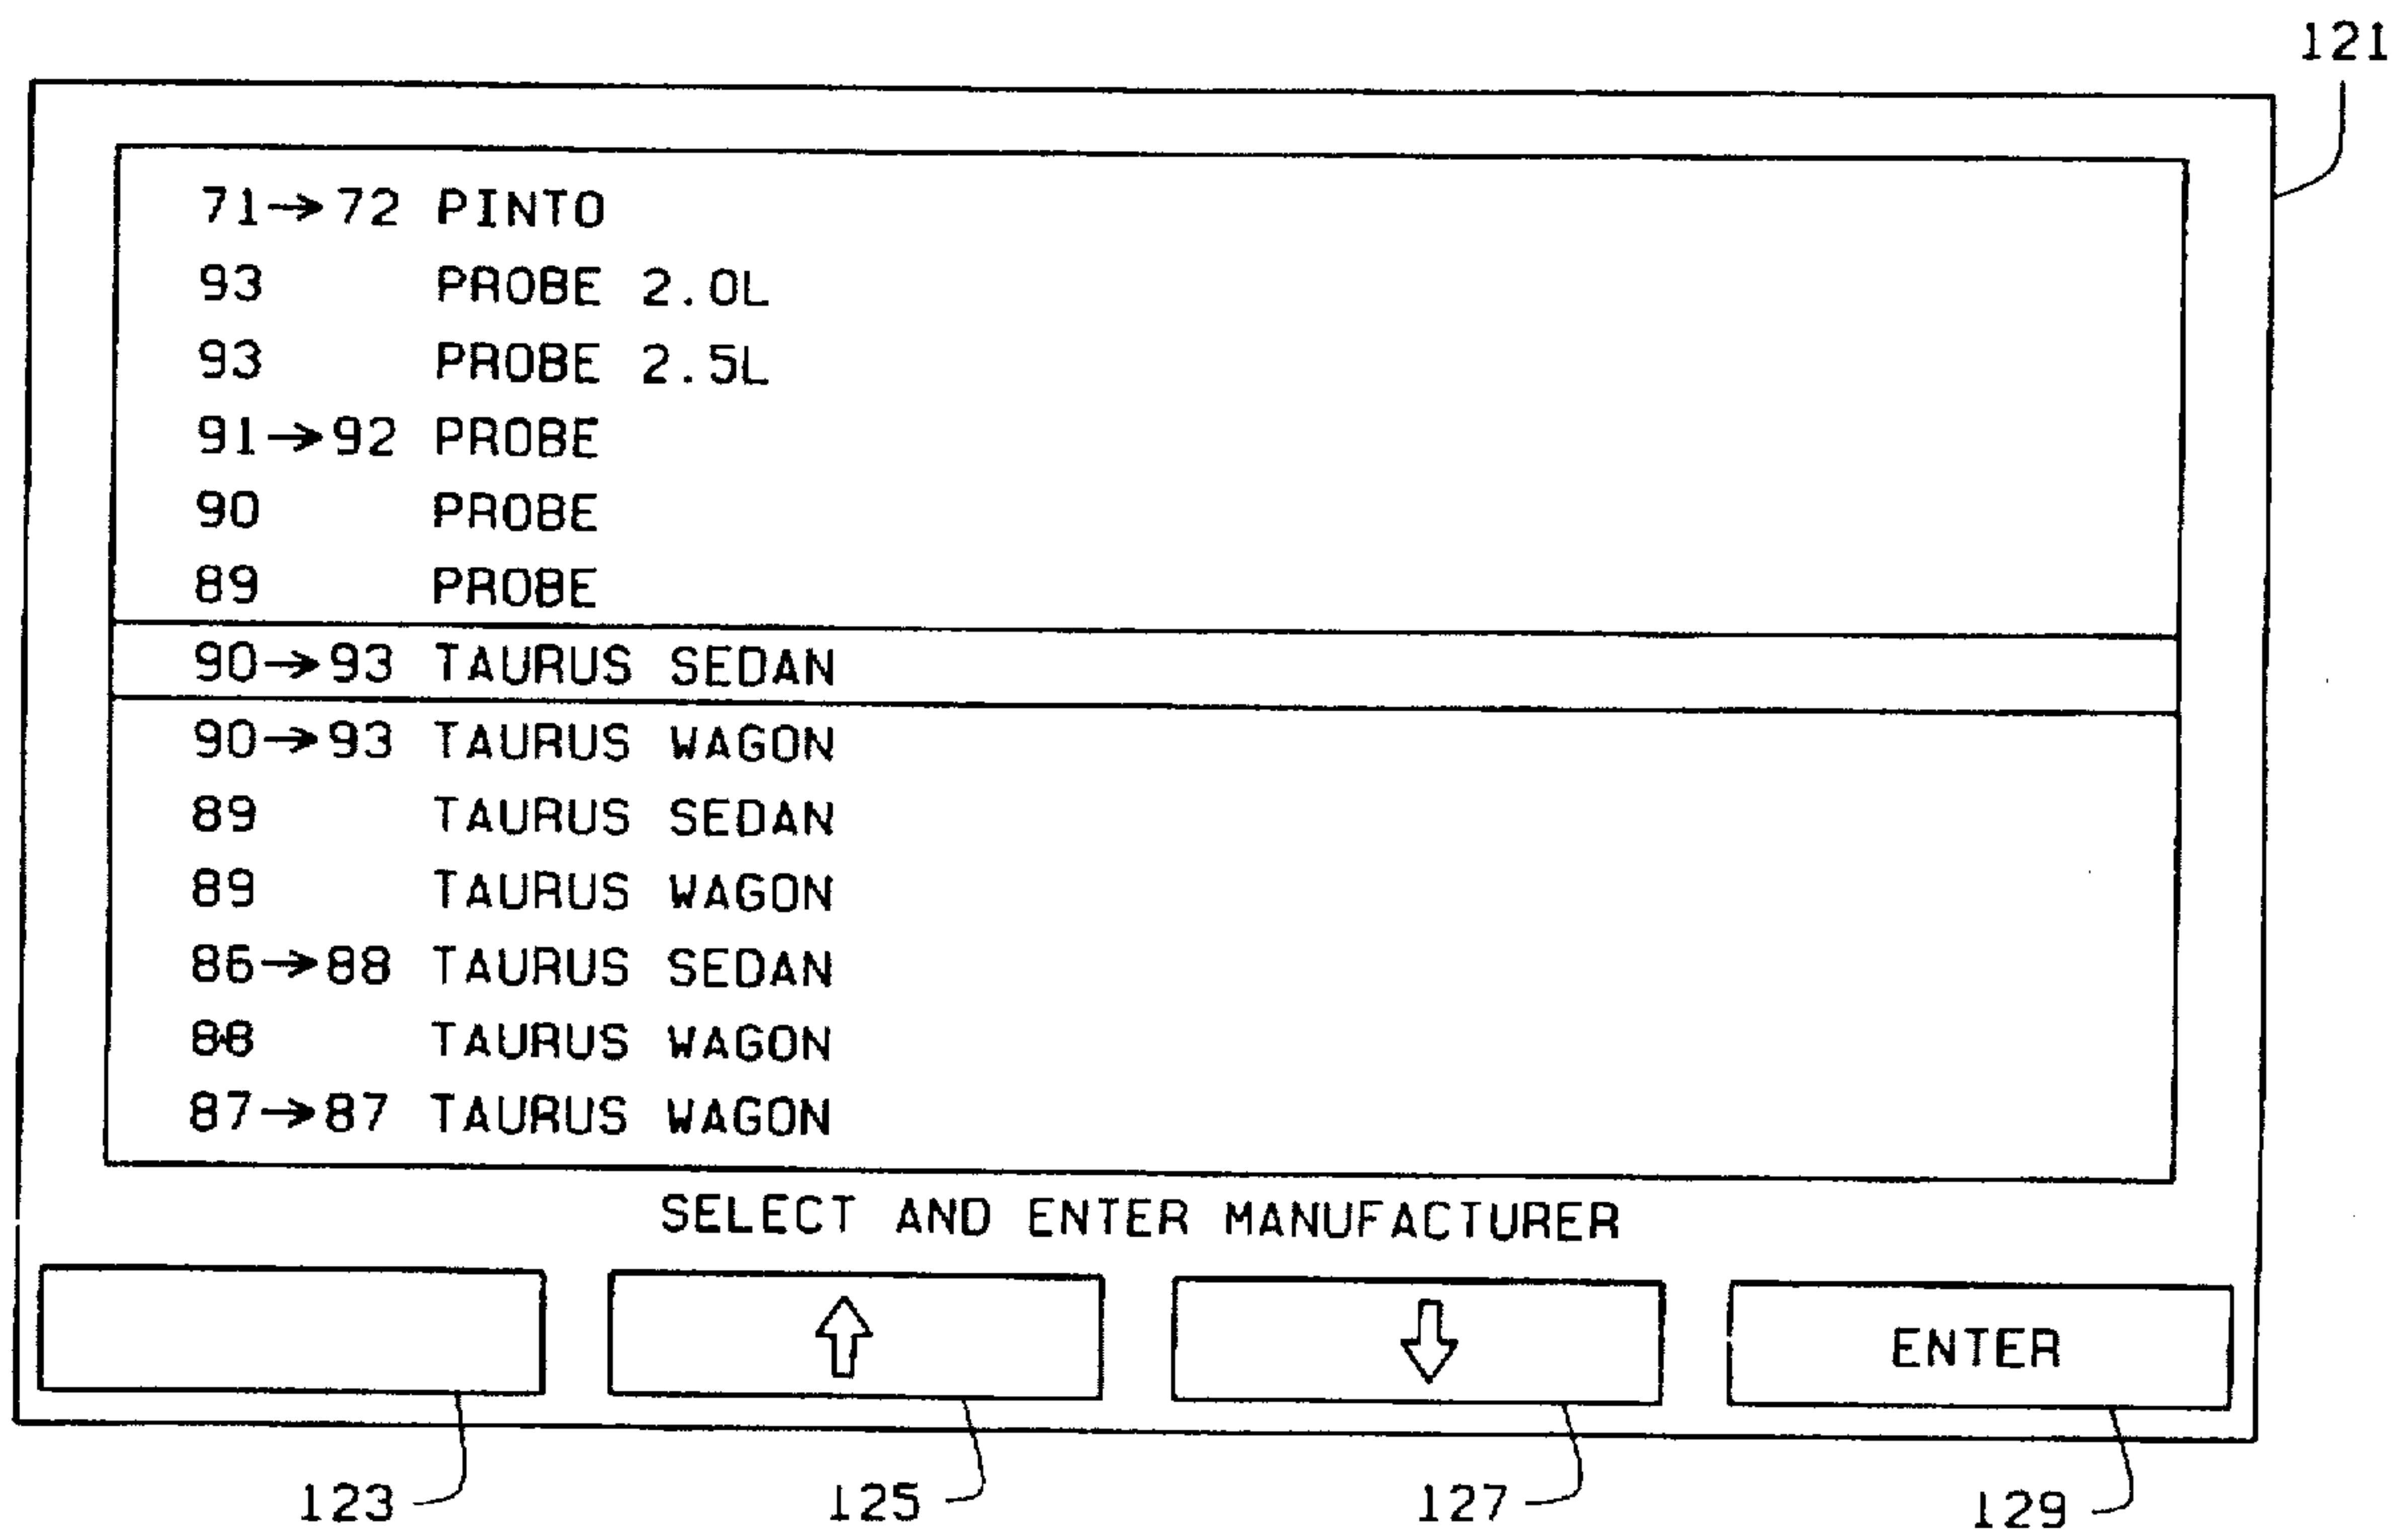 121
71→72 PINTO
93 PROBE 2.0L
93 PROBE 2.5L
91→92 PROBE
90 PROBE
89 PROBE
90→93 TAURUS SEDAN
90→93 TAURUS WAGON
89 TAURUS SEDAN
89 TAURUS WAGON
86→88 TAURUS SEDAN
88 TAURUS WAGON
87→87 TAURUS WAGON
SELECT AND ENTER MANUFACTURER
ENTER
123 125 127 129